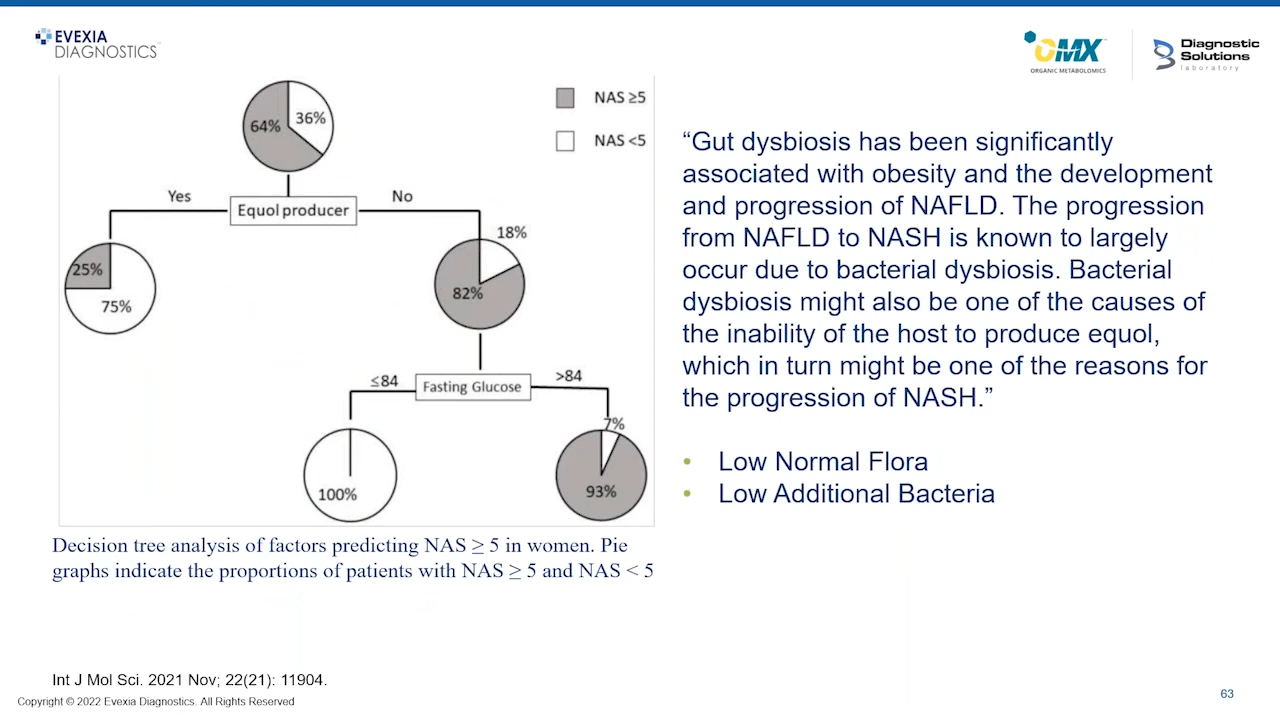 EVEXIA
DIAGNOSTICS™
OMX™
ORGANIC METABOLOMICS
Diagnostic
Solutions
laboratory
64%
36%
NAS ≥5
NAS <5
Yes
Equol producer
No
25%
75%
18%
82%
≤84
Fasting Glucose
>84
100%
7%
93%
Decision tree analysis of factors predicting NAS ≥ 5 in women. Pie
graphs indicate the proportions of patients with NAS ≥ 5 and NAS < 5
“Gut dysbiosis has been significantly
associated with obesity and the development
and progression of NAFLD. The progression
from NAFLD to NASH is known to largely
occur due to bacterial dysbiosis. Bacterial
dysbiosis might also be one of the causes of
the inability of the host to produce equol,
which in turn might be one of the reasons for
the progression of NASH.”
• Low Normal Flora
• Low Additional Bacteria
Int J Mol Sci. 2021 Nov; 22(21): 11904.
Copyright © 2022 Evexia Diagnostics. All Rights Reserved
63